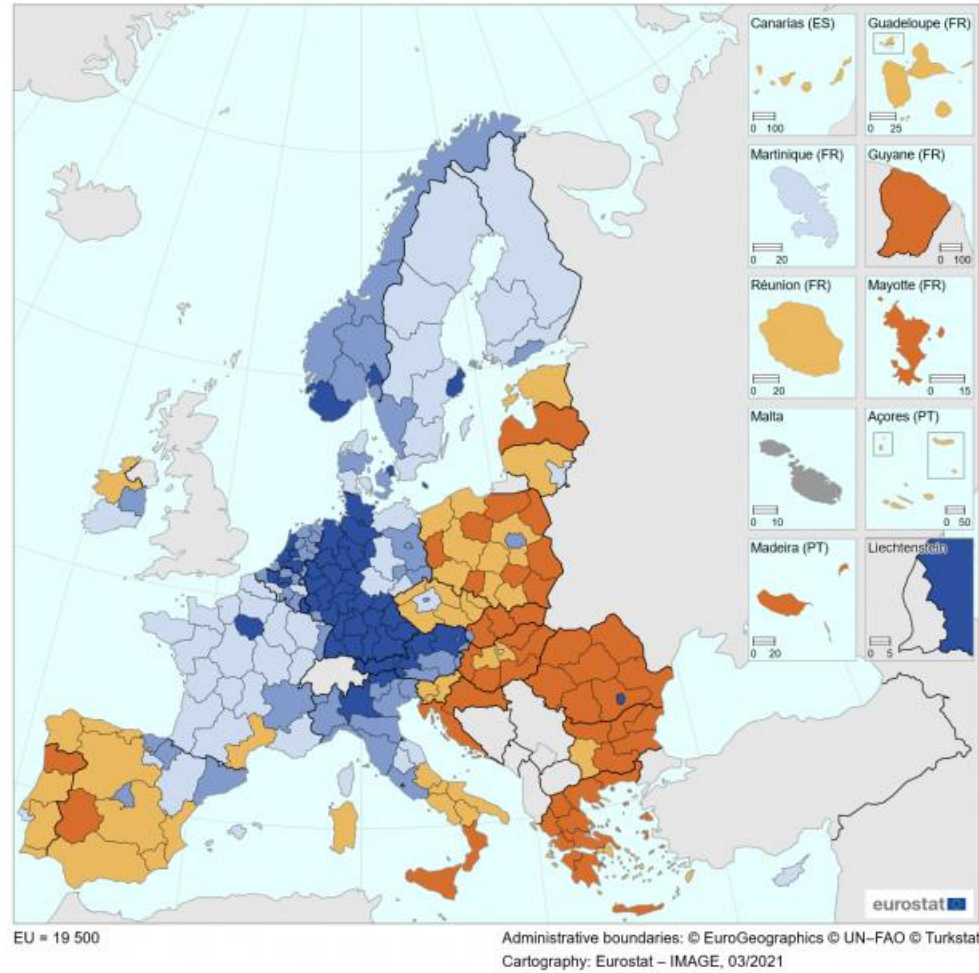 Canarias (ES)
0 100
Guadeloupe (FR)
0 25
Martinique (FR)
0 20
Guyane (FR)
0 100
Réunion (FR)
0 20
Mayotte (FR)
0 15
Malta
0 10
Açores (PT)
0 50
Madeira (PT)
0 20
Liechtenstein
0 5
eurostat
EU = 19 500
Administrative boundaries: © EuroGeographics © UN–FAO © Turkstat
Cartography: Eurostat – IMAGE, 03/2021